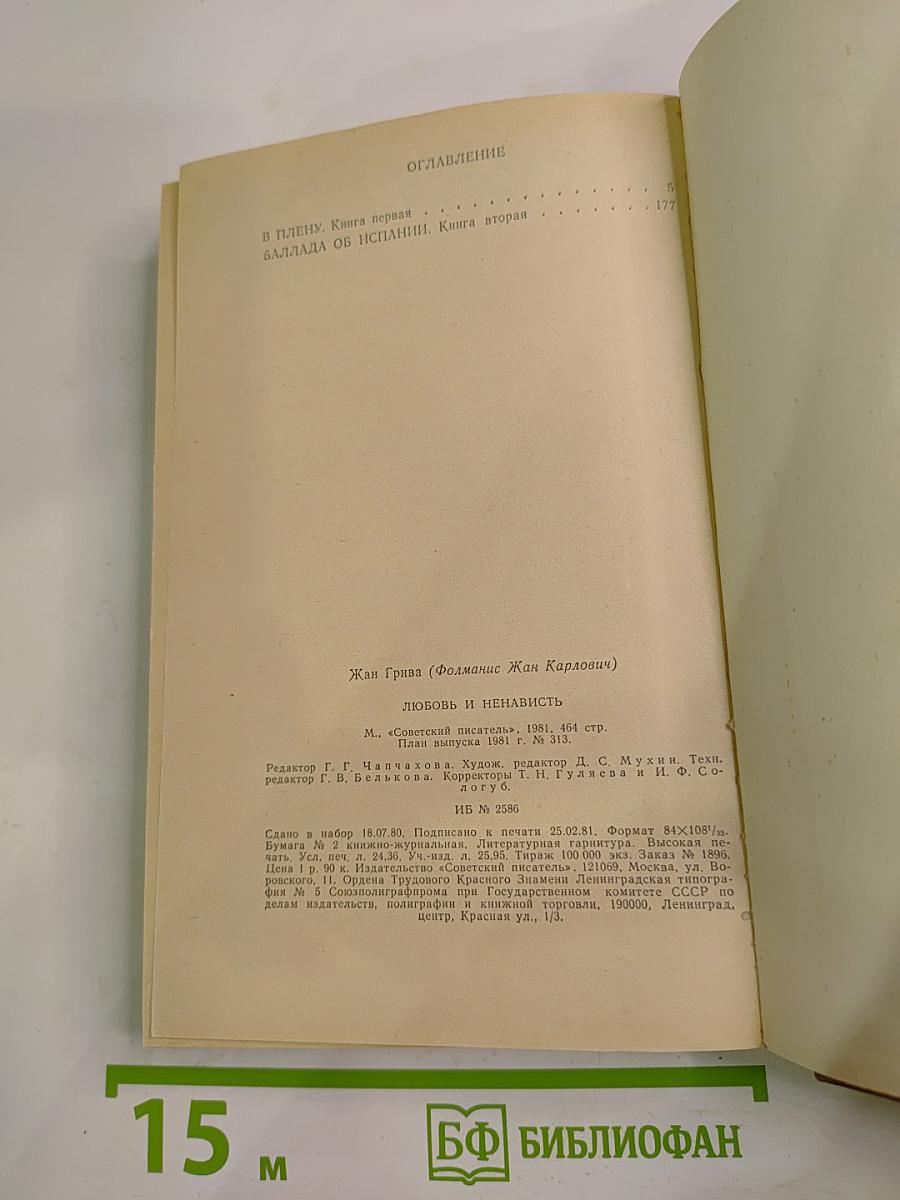 ОГЛАВЛЕНИЕ
В ПЛЕНУ. Книга первая . . . . . . . . . . . . . . 5
БАЛЛАДА ОБ ИСПАНИИ. Книга вторая . . . . . . . 177
Жан Грива (Фолманис Жан Карлович)
ЛЮБОВЬ И НЕНАВИСТЬ
М., «Советский писатель», 1981, 464 стр.
План выпуска 1981 г. № 313.
Редактор Г. Г. Чапчахова. Худож. редактор Д. С. Мухин. Техн.
редактор Г. В. Белькова. Корректоры Т. Н. Гуляева и И. Ф. Со-
логуб.
ИБ № 2586
Сдано в набор 18.07.80. Подписано к печати 25.02.81. Формат 84×108¹/₃₂.
Бумага № 2 книжно-журнальная. Литературная гарнитура. Высокая пе-
чать. Усл. печ. л. 24,36. Уч.-изд. л. 25,95. Тираж 100 000 экз. Заказ № 1896.
Цена 1 р. 90 к. Издательство «Советский писатель», 121069, Москва, ул. Во-
ровского, 11. Ордена Трудового Красного Знамени Ленинградская типогра-
фия № 5 Союзполиграфпрома при Государственном комитете СССР по
делам издательств, полиграфии и книжной торговли, 190000, Ленинград,
центр, Красная ул., 1/3.
15 м
БФ БИБЛИОФАН